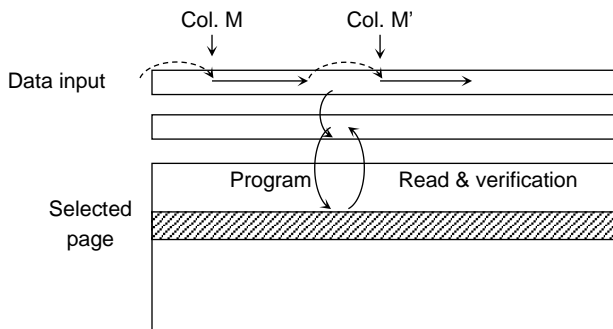 Col. M
Col. M’
Data input
Program
Read & verification
Selected
page